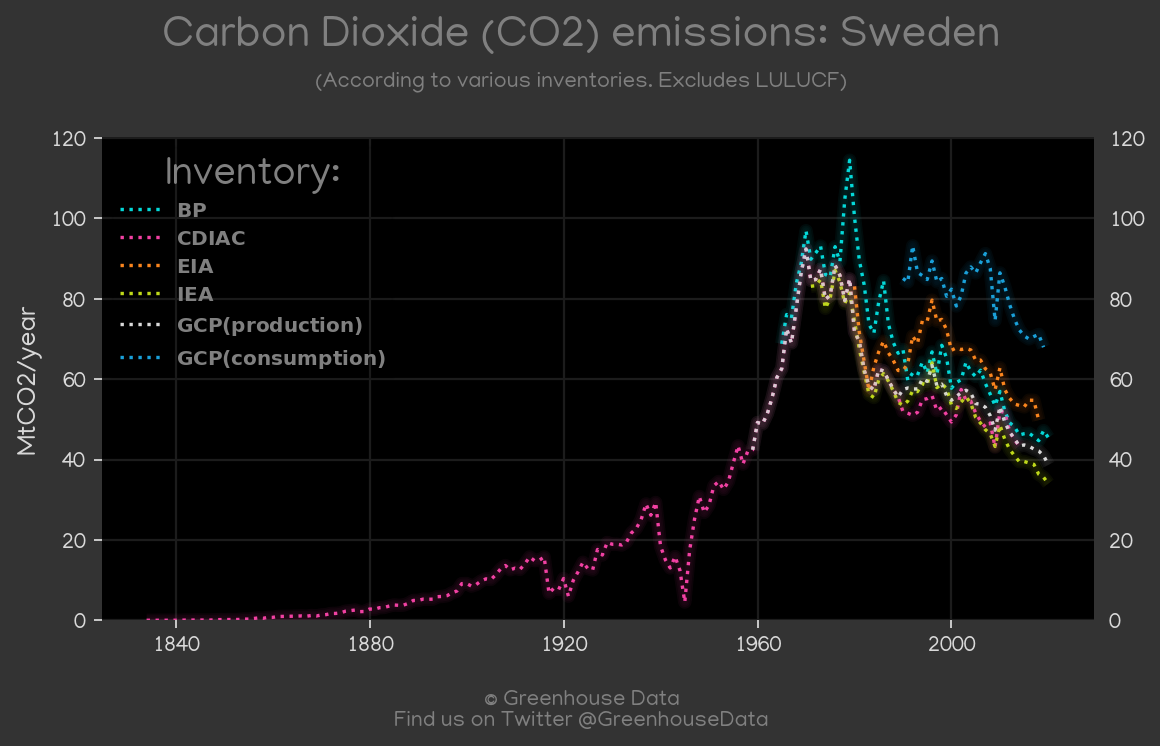 Carbon Dioxide (CO2) emissions: Sweden
(According to various inventories. Excludes LULUCF)
120
100
80
60
40
20
0
MtCO2/year
Inventory:
BP
CDIAC
EIA
IEA
GCP(production)
GCP(consumption)
120
100
80
60
40
20
0
1840
1880
1920
1960
2000
© Greenhouse Data
Find us on Twitter @GreenhouseData